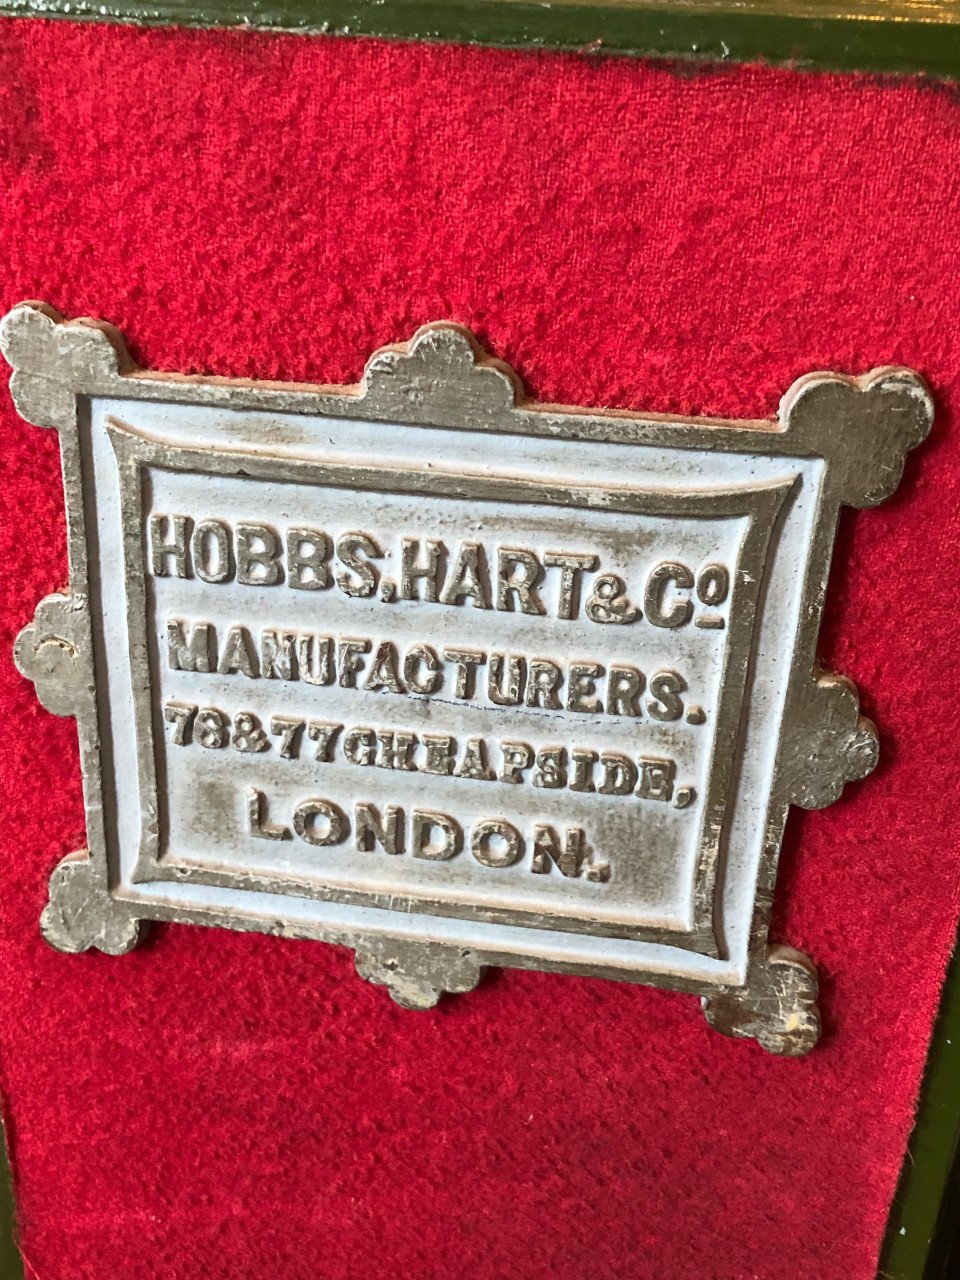 HOBBS, HART & Cº
MANUFACTURERS.
76 & 77 CHEAPSIDE,
LONDON.